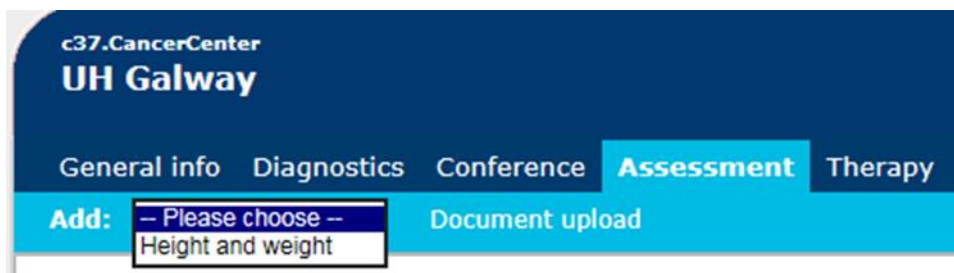 c37.CancerCenter
UH Galway
General info Diagnostics Conference Assessment Therapy
Add: -- Please choose -- Document upload
Height and weight